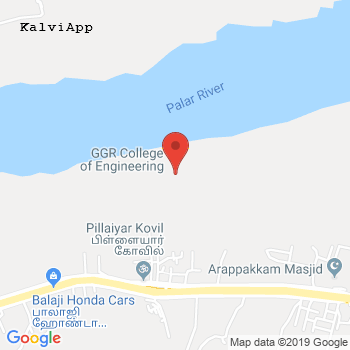 KalviApp
Palar River
GGR College
of Engineering
Pillaiyar Kovil
பிள்ளையார்
கோவில்
Arappakkam Masjid
Balaji Honda Cars
பாலாஜி
ஹோண்டா...
Google
Map data ©2019 Google